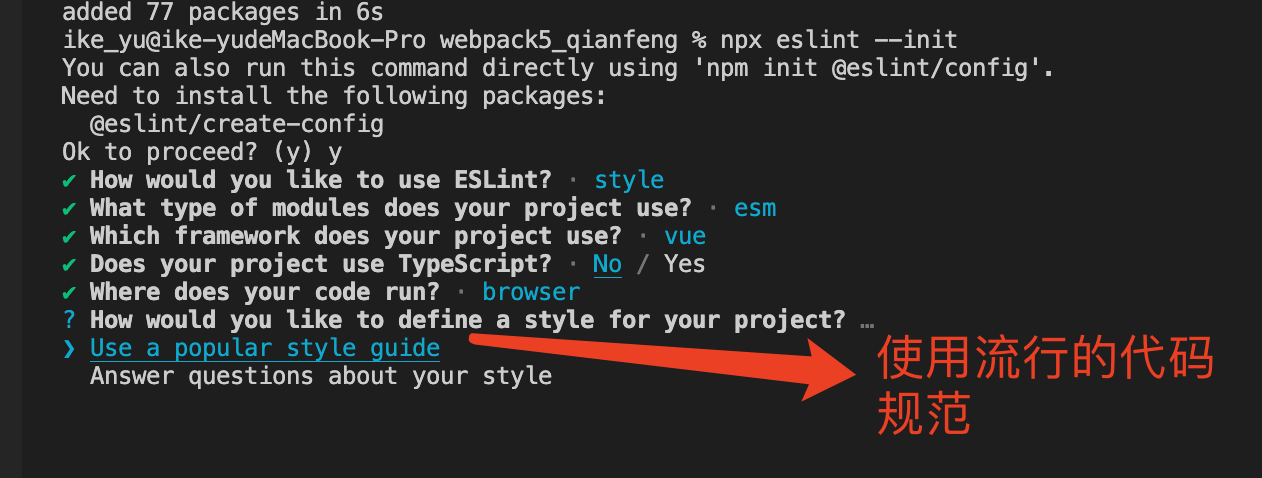 added 77 packages in 6s
ike_yu@ike-yudeMacBook-Pro webpack5_qianfeng % npx eslint --init
You can also run this command directly using 'npm init @eslint/config'.
Need to install the following packages:
  @eslint/create-config
Ok to proceed? (y) y
✔ How would you like to use ESLint? · style
✔ What type of modules does your project use? · esm
✔ Which framework does your project use? · vue
✔ Does your project use TypeScript? · No / Yes
✔ Where does your code run? · browser
? How would you like to define a style for your project? …
❯ Use a popular style guide
  Answer questions about your style
使用流行的代码
规范